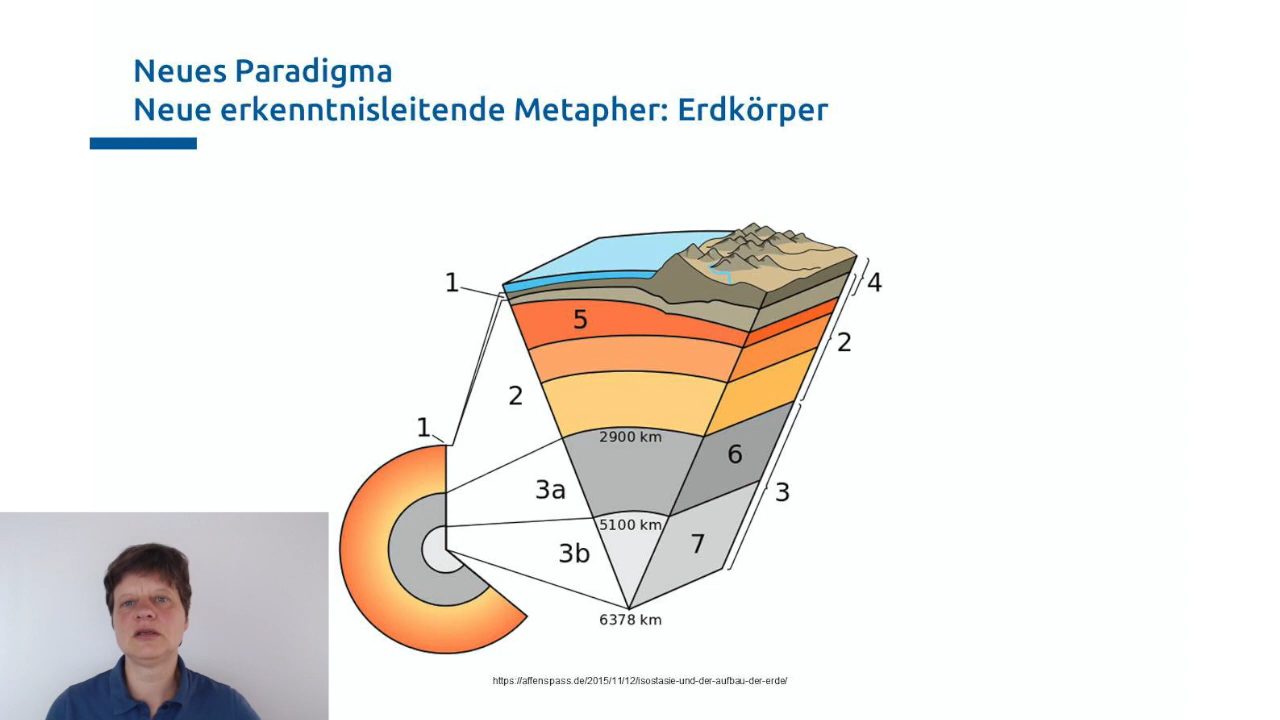 Neues Paradigma
Neue erkenntnisleitende Metapher: Erdkörper
1
4
5
2
2
1
2900 km
6
3a
3
5100 km
3b
7
6378 km
https://affenspass.de/2015/11/12/isostasie-und-der-aufbau-der-erde/